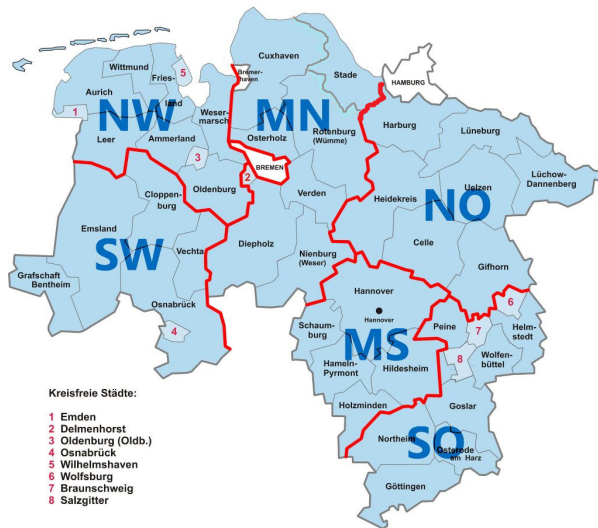 Cuxhaven
Wittmund
Fries-
land
5
Bremer-
haven
Stade
HAMBURG
Aurich
1
NW
Weser-
marsch
MN
Rotenburg
(Wümme)
Harburg
Lüneburg
Leer
Ammerland
Osterholz
3
2
BREMEN
Oldenburg
Cloppen-
burg
Verden
Heidekreis
Uelzen
Lüchow-
Dannenberg
NO
Emsland
SW
Vechta
Diepholz
Nienburg
(Weser)
Celle
Grafschaft
Bentheim
Osnabrück
4
Hannover
Hannover
Gifhorn
6
Schaum-
burg
MS
Peine
7
Helm-
stedt
8
Wolfen-
büttel
Hameln-
Pyrmont
Hildesheim
Holzminden
Goslar
Northeim
SO
Osterode
am Harz
Göttingen
Kreisfreie Städte:
1 Emden
2 Delmenhorst
3 Oldenburg (Oldb.)
4 Osnabrück
5 Wilhelmshaven
6 Wolfsburg
7 Braunschweig
8 Salzgitter